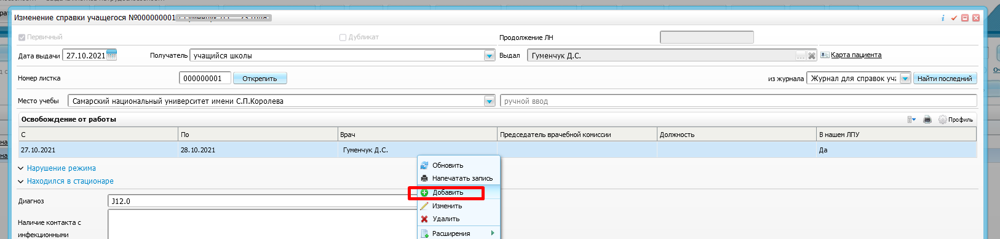 Изменение справки учащегося №000000001
Первичный Дубликат Продолжение ЛН
Дата выдачи 27.10.2021 Получатель учащийся школы Выдал Гуменчук Д.С. ... Карта пациента
Номер листка 000000001 Открепить из журнала Журнал для справок уча Найти последний
Место учебы Самарский национальный университет имени С.П.Королева ручной ввод
Освобождение от работы Профиль
С По Врач Председатель врачебной комиссии Должность В нашем ЛПУ
27.10.2021 28.10.2021 Гуменчук Д.С. Да
Нарушение режима
Обновить
Находился в стационаре
Напечатать запись
Добавить
Диагноз J12.0
Изменить
Удалить
Наличие контакта с
инфекционными
Расширения